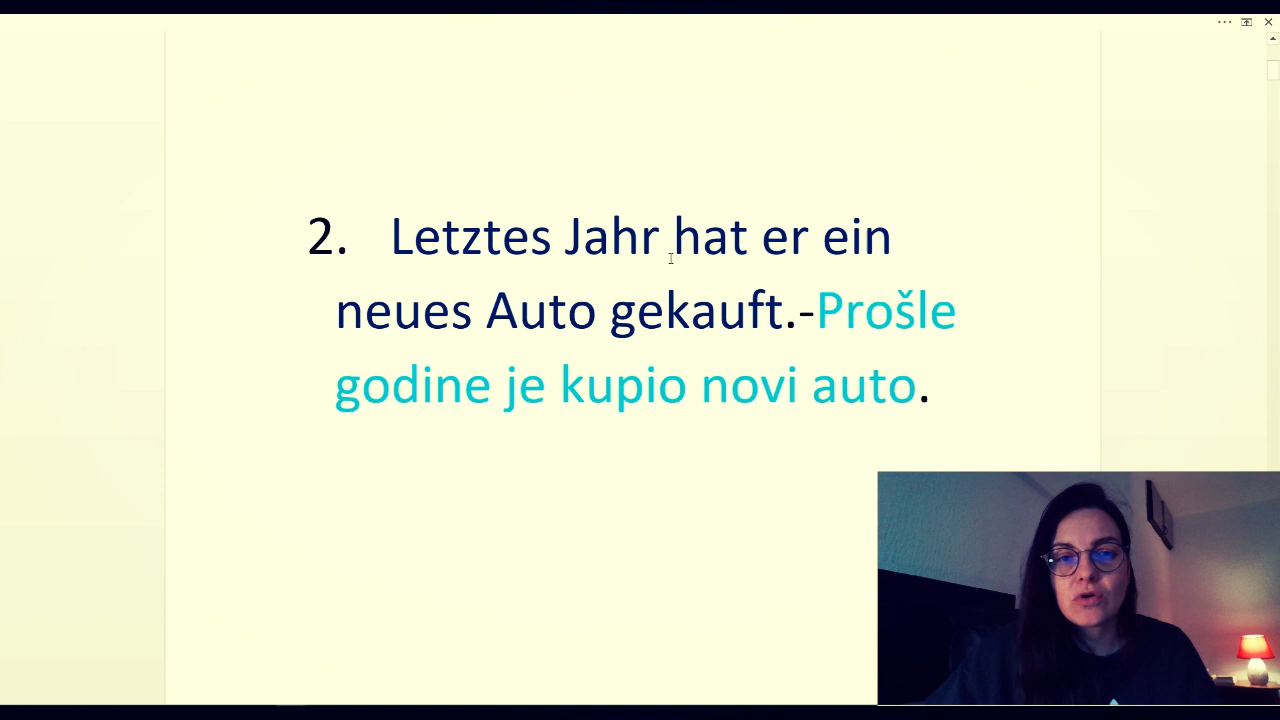 2. Letztes Jahr hat er ein
neues Auto gekauft.-Prošle
godine je kupio novi auto.